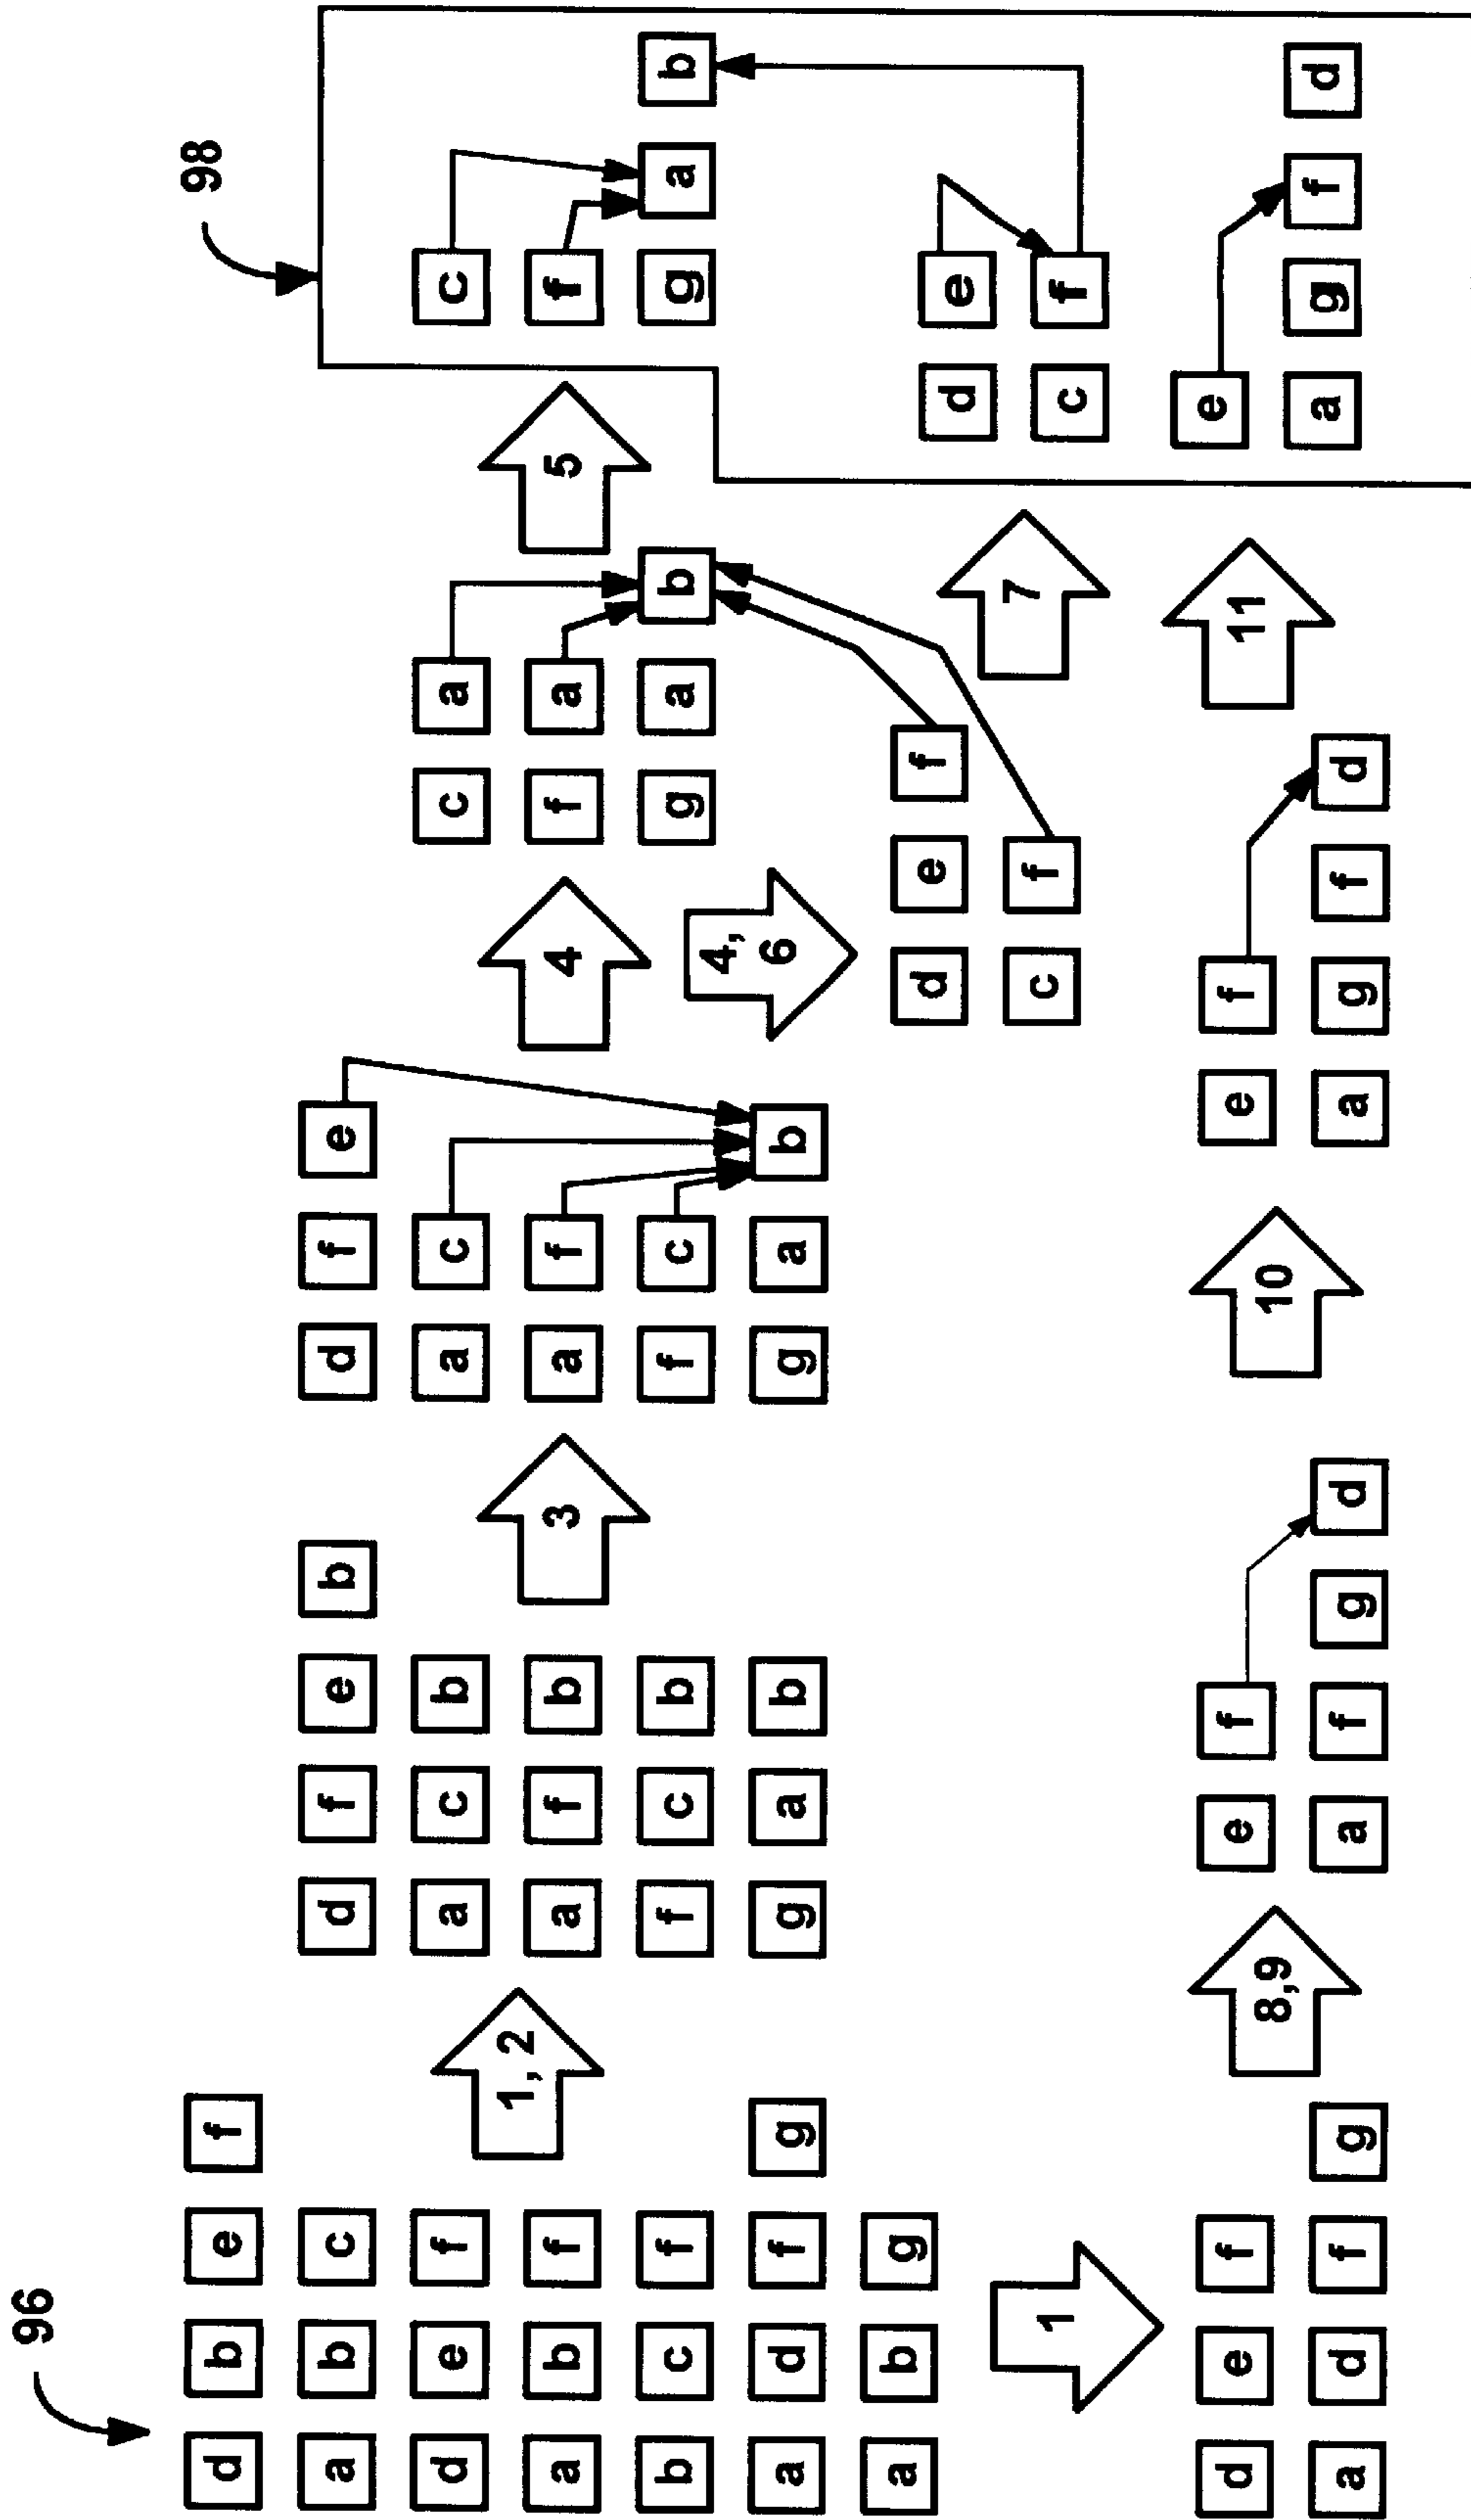 96
d b e f
a b c
d e f
a b f
b c f
a d f g
a b g
1, 2
d f e b
a c b
a f b
f c b
g a b
3
d f e
a c
a f
f c
g a b
4
c a
f a
g a b
5
98
c
f
g a b
4,
6
d e f
c f
7
d e
c f
1
d e f
a d f g
8,9
e f
a f g d
10
e f
a g f d
11
e
a g f d